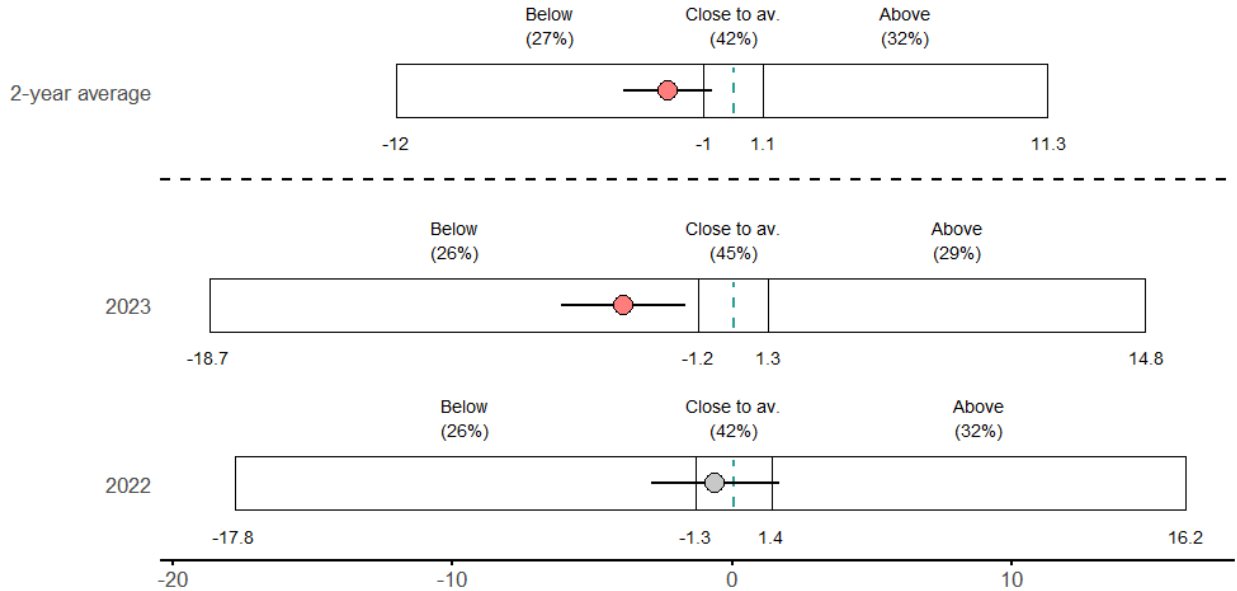 Below Close to av. Above
(27%) (42%) (32%)
2-year average
-12 -1 1.1 11.3
Below Close to av. Above
(26%) (45%) (29%)
2023
-18.7 -1.2 1.3 14.8
Below Close to av. Above
(26%) (42%) (32%)
2022
-17.8 -1.3 1.4 16.2
-20 -10 0 10